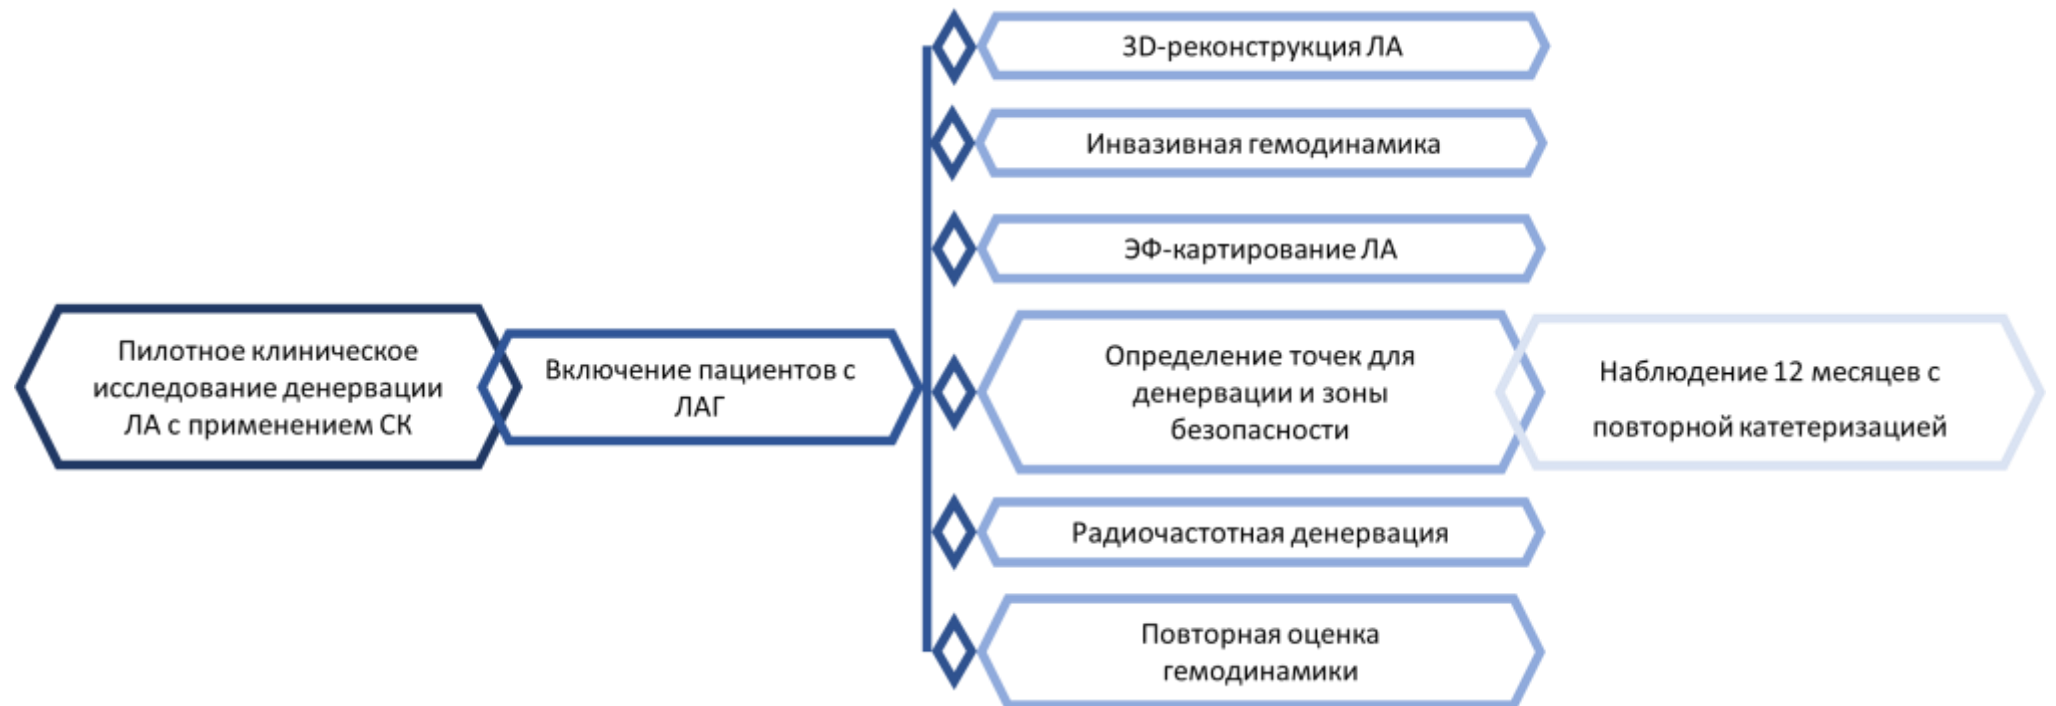 Пилотное клиническое
исследование денервации
ЛА с применением СК
Включение пациентов с
ЛАГ
3D-реконструкция ЛА
Инвазивная гемодинамика
ЭФ-картирование ЛА
Определение точек для
денервации и зоны
безопасности
Радиочастотная денервация
Повторная оценка
гемодинамики
Наблюдение 12 месяцев с
повторной катетеризацией